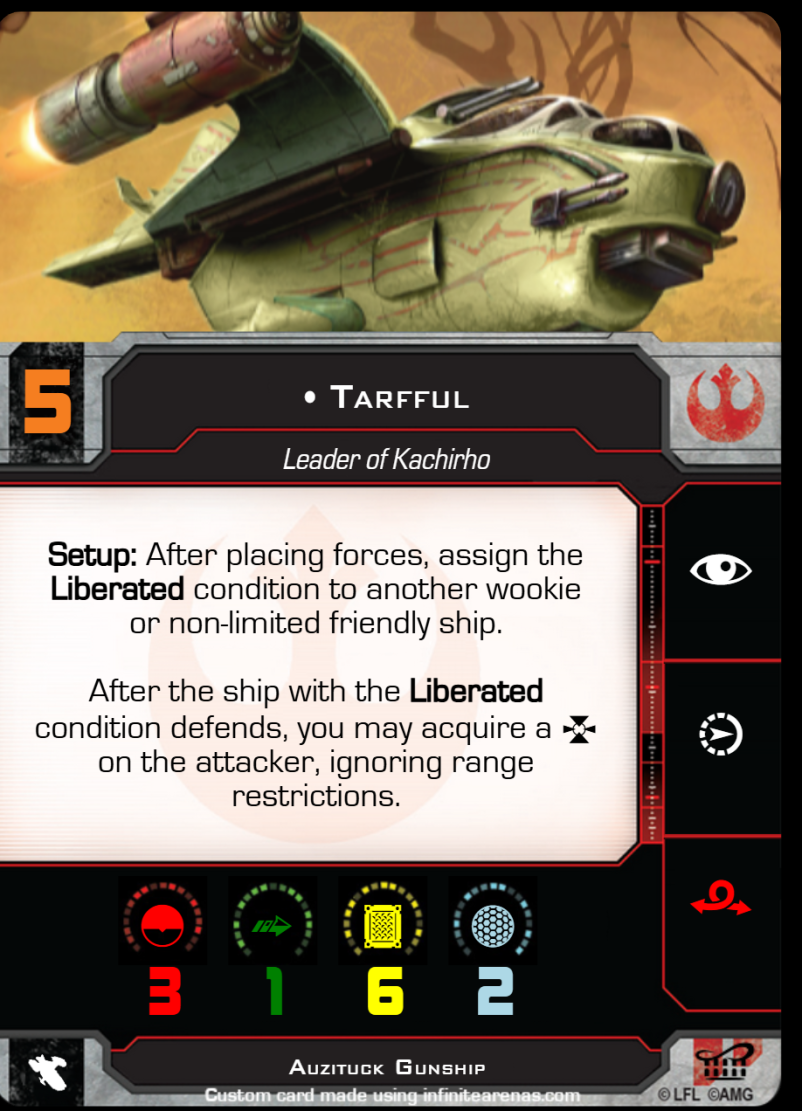 5
• Tarfful
Leader of Kachirho
Setup: After placing forces, assign the
Liberated condition to another wookie
or non-limited friendly ship.
After the ship with the Liberated
condition defends, you may acquire a
on the attacker, ignoring range
restrictions.
3 1 6 2
Auzituck Gunship
Custom card made using infinitearenas.com
© LFL ©AMG